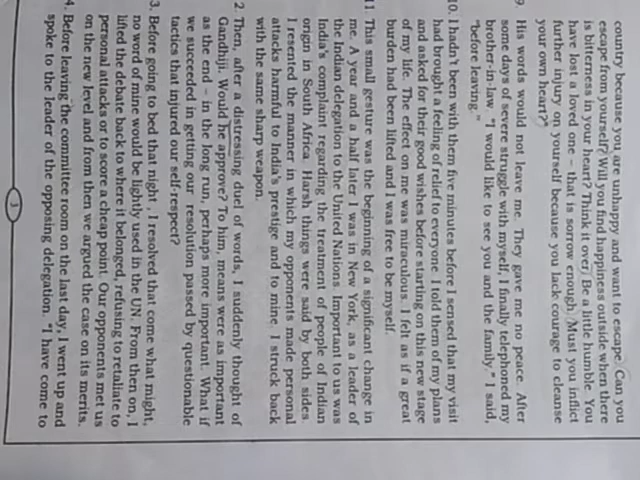 country because you are unhappy and want to escape. Can you
escape from yourself? Will you find happiness outside when there
is bitterness in your heart? Think it over. Be a little humble. You
have lost a loved one – that is sorrow enough. Must you inflict
further injury on yourself because you lack courage to cleanse
your own heart?"
9. His words would not leave me. They gave me no peace. After
some days of severe struggle with myself, I finally telephoned my
brother-in-law. "I would like to see you and the family," I said,
"before leaving."
10. I hadn't been with them five minutes before I sensed that my visit
had brought a feeling of relief to everyone. I told them of my plans
and asked for their good wishes before starting on this new stage
of my life. The effect on me was miraculous. I felt as if a great
burden had been lifted and I was free to be myself.
11. This small gesture was the beginning of a significant change in
me. A year and a half later I was in New York, as a leader of
the Indian delegation to the United Nations. Important to us was
India's complaint regarding the treatment of people of Indian
origin in South Africa. Harsh things were said by both sides.
I resented the manner in which my opponents made personal
attacks harmful to India's prestige and to mine. I struck back
with the same sharp weapon.
2. Then, after a distressing duel of words, I suddenly thought of
Gandhiji. Would he approve? To him, means were as important
as the end – in the long run, perhaps more important. What if
we succeeded in getting our resolution passed by questionable
tactics that injured our self-respect?
3. Before going to bed that night, I resolved that come what might,
no word of mine would be lightly used in the UN. From then on, I
lifted the debate back to where it belonged, refusing to retaliate to
personal attacks or to score a cheap point. Our opponents met us
on the new level and from then we argued the case on its merits.
4. Before leaving the committee room on the last day, I went up and
spoke to the leader of the opposing delegation. "I have come to
3